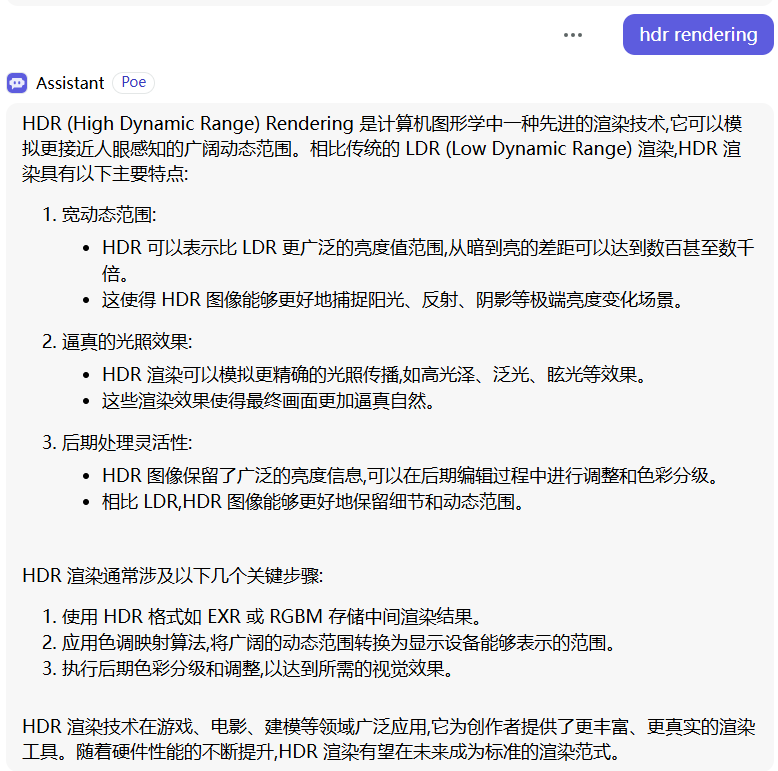 hdr rendering
Assistant Poe
HDR (High Dynamic Range) Rendering 是计算机图形学中一种先进的渲染技术,它可以模
拟更接近人眼感知的广阔动态范围。相比传统的 LDR (Low Dynamic Range) 渲染,HDR 渲
染具有以下主要特点:
1. 宽动态范围:
• HDR 可以表示比 LDR 更广泛的亮度值范围,从暗到亮的差距可以达到数百甚至数千
倍。
• 这使得 HDR 图像能够更好地捕捉阳光、反射、阴影等极端亮度变化场景。
2. 逼真的光照效果:
• HDR 渲染可以模拟更精确的光照传播,如高光泽、泛光、眩光等效果。
• 这些渲染效果使得最终画面更加逼真自然。
3. 后期处理灵活性:
• HDR 图像保留了广泛的亮度信息,可以在后期编辑过程中进行调整和色彩分级。
• 相比 LDR,HDR 图像能够更好地保留细节和动态范围。
HDR 渲染通常涉及以下几个关键步骤:
1. 使用 HDR 格式如 EXR 或 RGBM 存储中间渲染结果。
2. 应用色调映射算法,将广阔的动态范围转换为显示设备能够表示的范围。
3. 执行后期色彩分级和调整,以达到所需的视觉效果。
HDR 渲染技术在游戏、电影、建模等领域广泛应用,它为创作者提供了更丰富、更真实的渲染
工具。随着硬件性能的不断提升,HDR 渲染有望在未来成为标准的渲染范式。